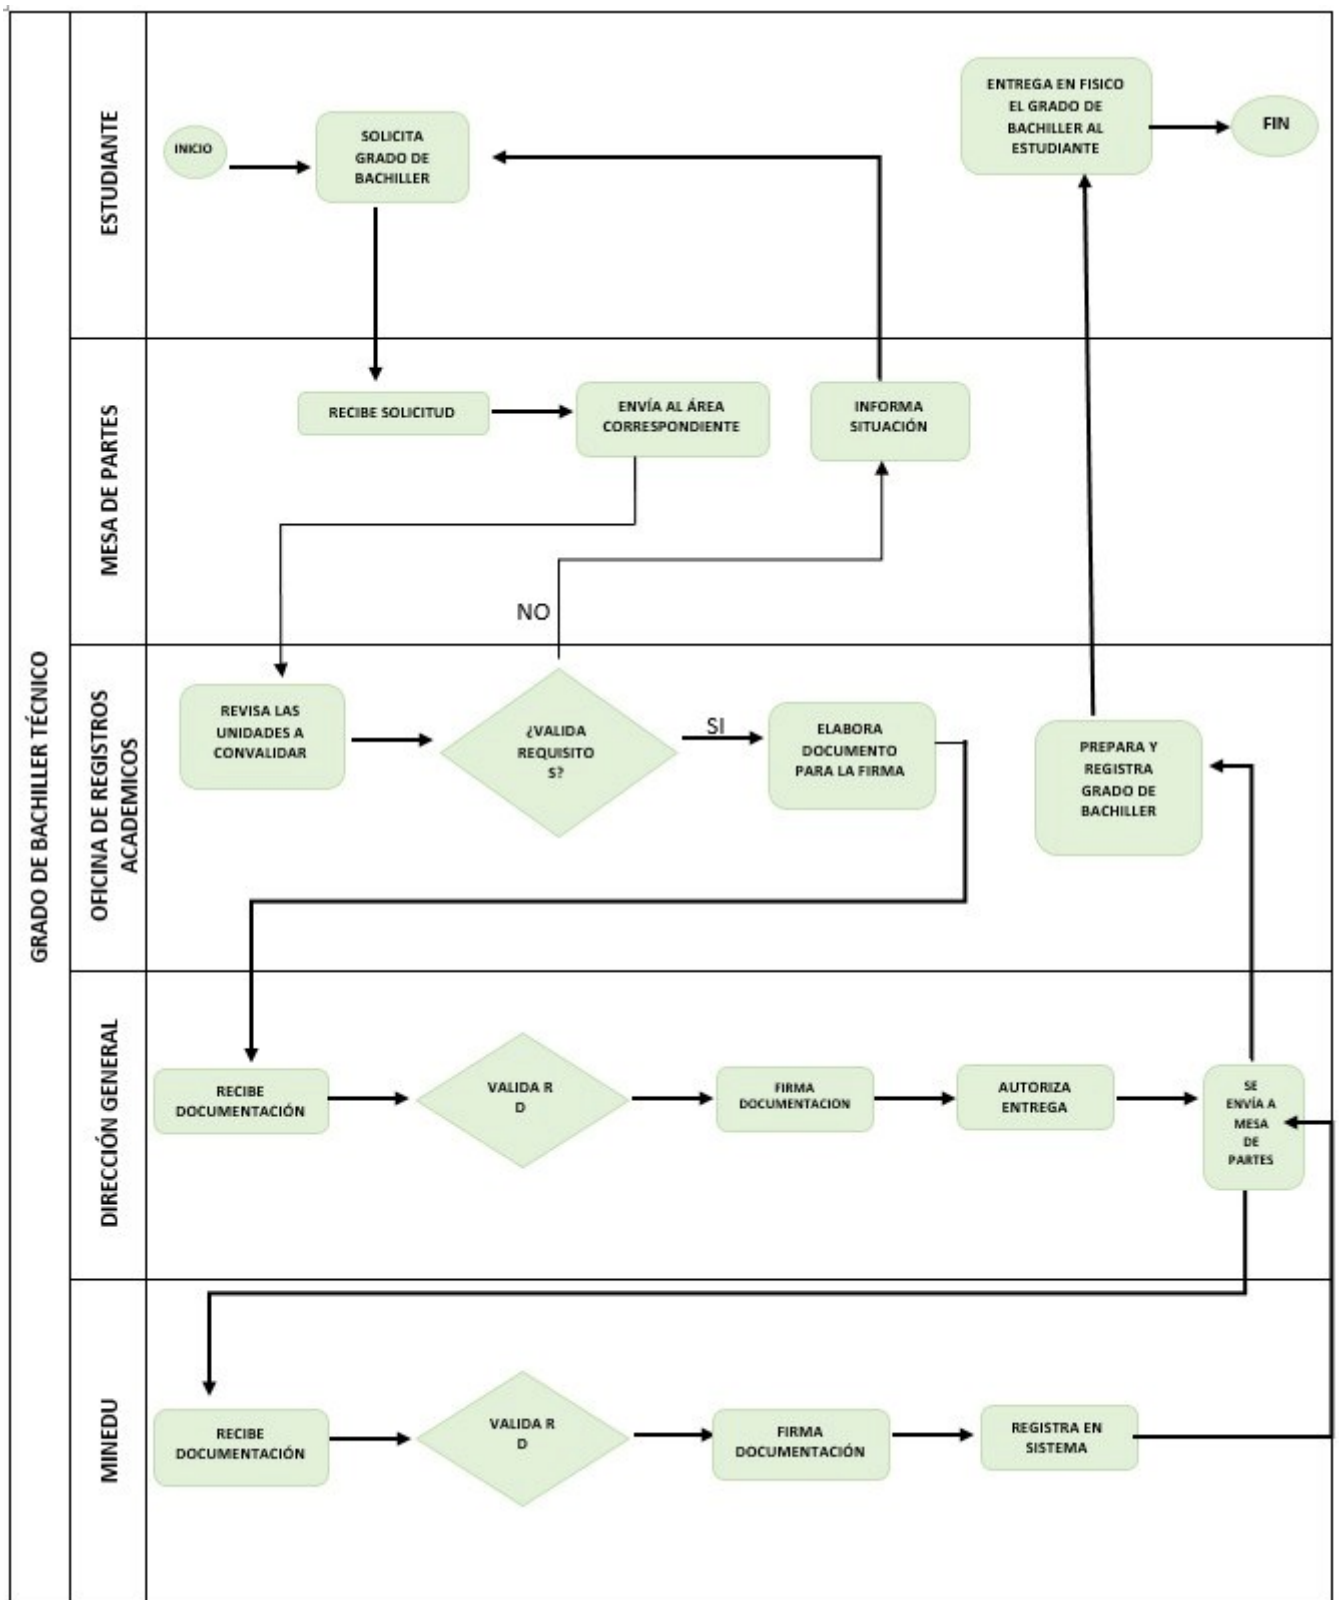 GRADO DE BACHILLER TÉCNICO
ESTUDIANTE
INICIO
SOLICITA
GRADO DE
BACHILLER
ENTREGA EN FISICO
EL GRADO DE
BACHILLER AL
ESTUDIANTE
FIN
MESA DE PARTES
RECIBE SOLICITUD
ENVÍA AL ÁREA
CORRESPONDIENTE
INFORMA
SITUACIÓN
NO
OFICINA DE REGISTROS
ACADEMICOS
REVISA LAS
UNIDADES A
CONVALIDAR
¿VALIDA
REQUISITO
S?
SI
ELABORA
DOCUMENTO
PARA LA FIRMA
PREPARA Y
REGISTRA
GRADO DE
BACHILLER
DIRECCIÓN GENERAL
RECIBE
DOCUMENTACIÓN
VALIDA R
D
FIRMA
DOCUMENTACION
AUTORIZA
ENTREGA
SE
ENVÍA A
MESA
DE
PARTES
MINEDU
RECIBE
DOCUMENTACIÓN
VALIDA R
D
FIRMA
DOCUMENTACIÓN
REGISTRA EN
SISTEMA